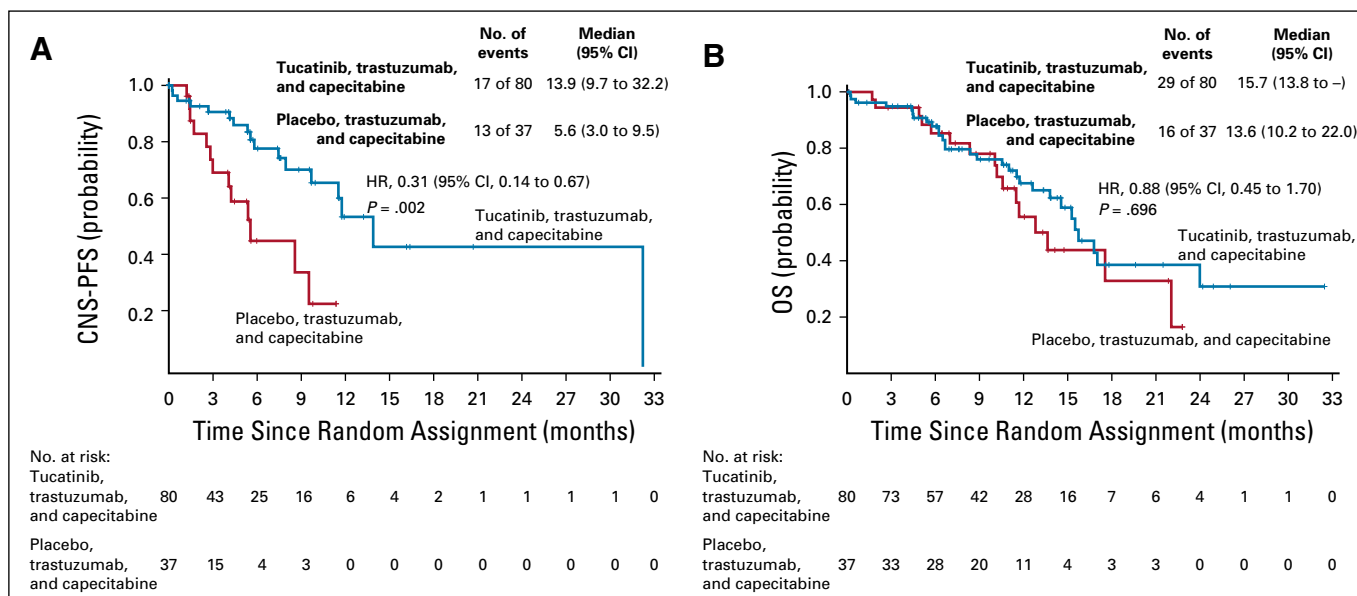 A
No. of events
Median (95% CI)
Tucatinib, trastuzumab, and capecitabine
17 of 80
13.9 (9.7 to 32.2)
Placebo, trastuzumab, and capecitabine
13 of 37
5.6 (3.0 to 9.5)
HR, 0.31 (95% CI, 0.14 to 0.67)
P = .002
Tucatinib, trastuzumab,
and capecitabine
Placebo, trastuzumab,
and capecitabine
CNS-PFS (probability)
1.0
0.8
0.6
0.4
0.2
0 3 6 9 12 15 18 21 24 27 30 33
Time Since Random Assignment (months)
No. at risk:
Tucatinib,
trastuzumab, 80 43 25 16 6 4 2 1 1 1 1 0
and capecitabine
Placebo,
trastuzumab, 37 15 4 3 0 0 0 0 0 0 0 0
and capecitabine
B
No. of events
Median (95% CI)
Tucatinib, trastuzumab, and capecitabine
29 of 80
15.7 (13.8 to –)
Placebo, trastuzumab, and capecitabine
16 of 37
13.6 (10.2 to 22.0)
HR, 0.88 (95% CI, 0.45 to 1.70)
P = .696
Tucatinib, trastuzumab,
and capecitabine
Placebo, trastuzumab, and capecitabine
OS (probability)
1.0
0.8
0.6
0.4
0.2
0 3 6 9 12 15 18 21 24 27 30 33
Time Since Random Assignment (months)
No. at risk:
Tucatinib,
trastuzumab, 80 73 57 42 28 16 7 6 4 1 1 0
and capecitabine
Placebo,
trastuzumab, 37 33 28 20 11 4 3 3 0 0 0 0
and capecitabine